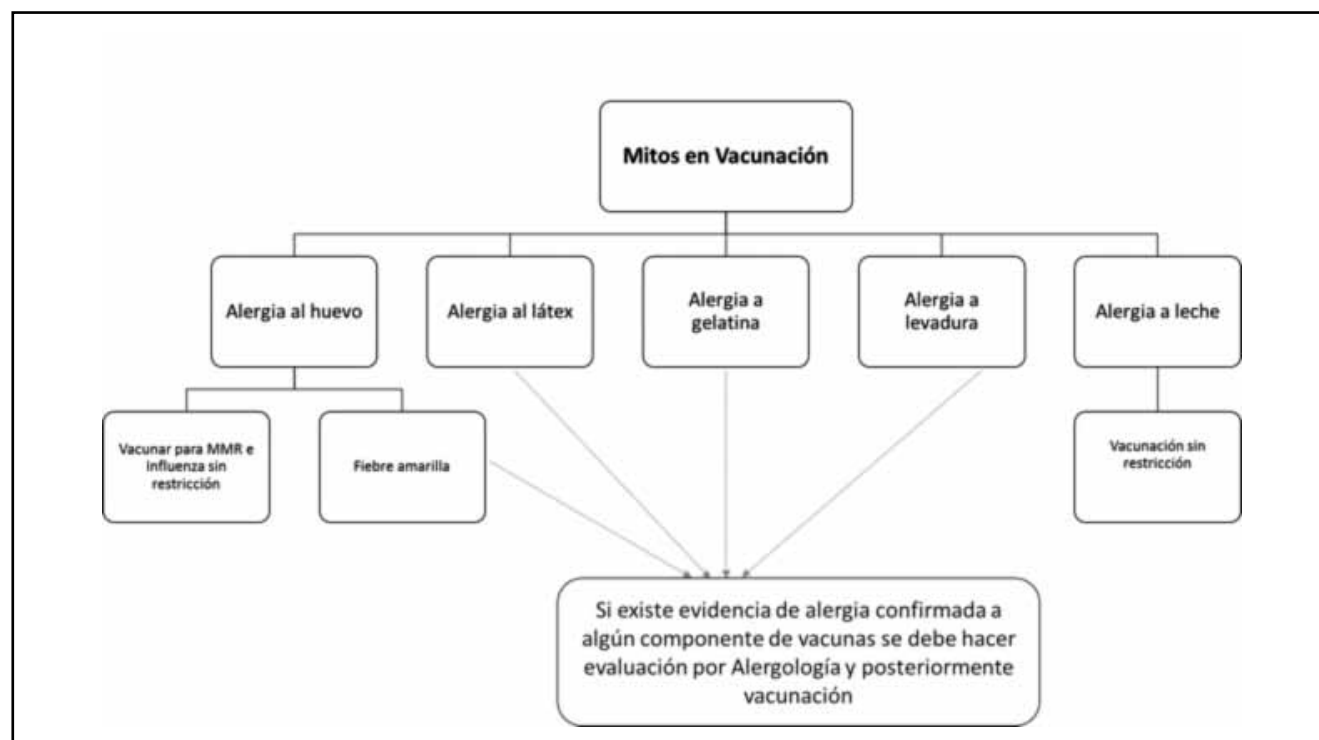 Mitos en Vacunación
Alergia al huevo
Alergia al látex
Alergia a
gelatina
Alergia a
levadura
Alergia a leche
Vacunar para MMR e
Influenza sin
restricción
Fiebre amarilla
Vacunación sin
restricción
Si existe evidencia de alergia confirmada a
algún componente de vacunas se debe hacer
evaluación por Alergología y posteriormente
vacunación